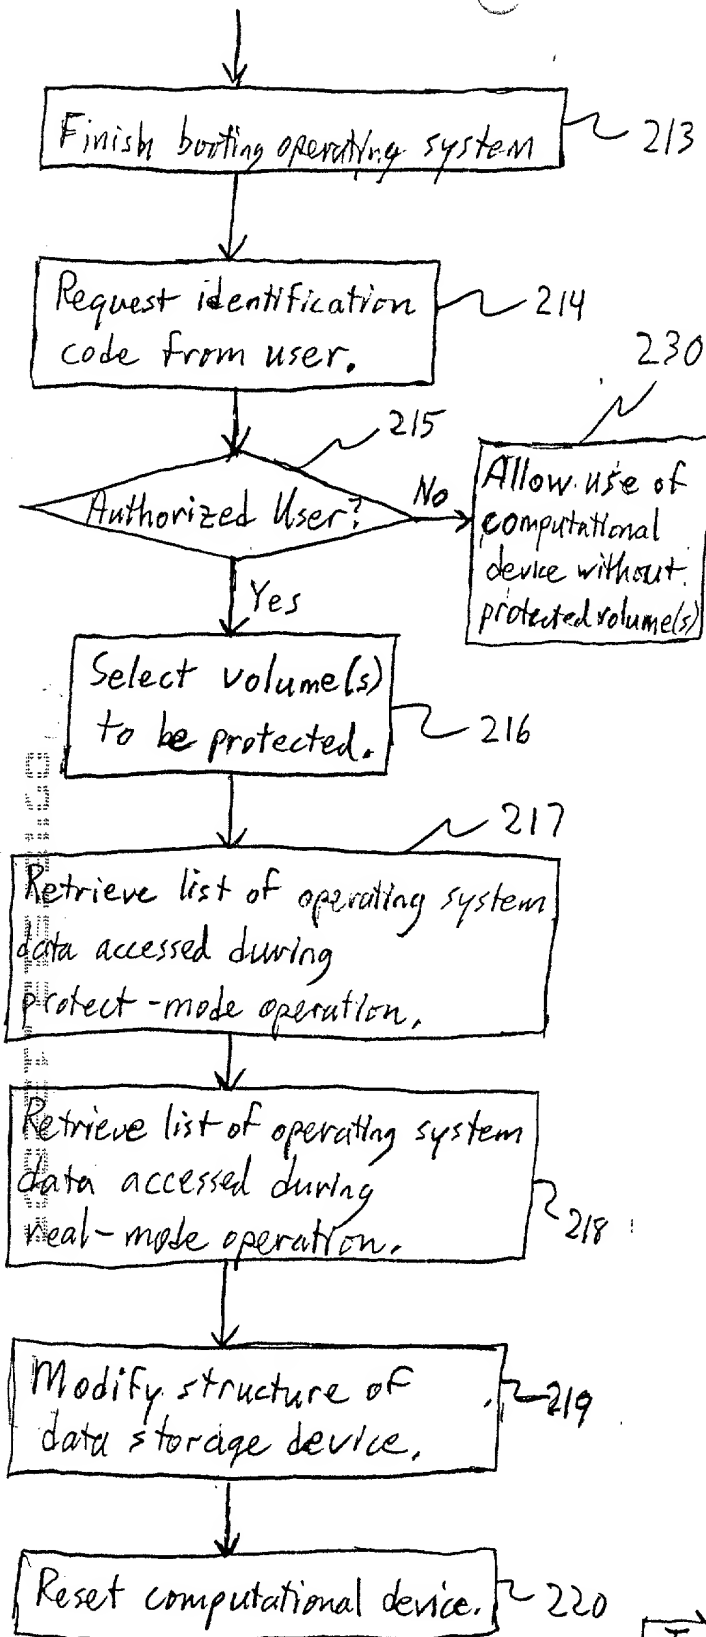 Finish booting operating system
213
Request identification
code from user.
214
215
Authorized User?
No
230
Allow use of
computational
device without
protected volume(s)
Yes
Select volume(s)
to be protected.
216
217
Retrieve list of operating system
data accessed during
protect-mode operation.
Retrieve list of operating system
data accessed during
real-mode operation.
218
Modify structure of
data storage device.
219
Reset computational device.
220